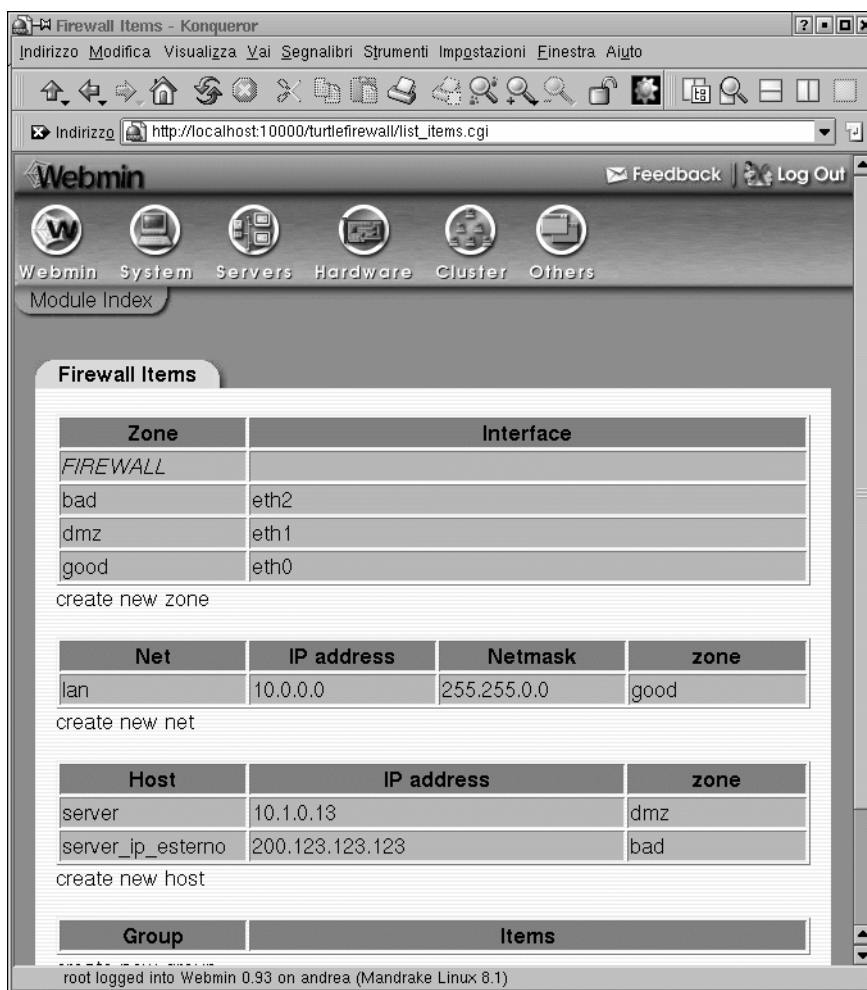 Firewall Items - Konqueror
Indirizzo Modifica Visualizza Vai Segnalibri Strumenti Impostazioni Finestra Aiuto
Indirizzo http://localhost:10000/turtlefirewall/list_items.cgi
Webmin Feedback Log Out
Webmin System Servers Hardware Cluster Others
Module Index
Firewall Items
Zone Interface
FIREWALL
bad eth2
dmz eth1
good eth0
create new zone
Net IP address Netmask zone
lan 10.0.0.0 255.255.0.0 good
create new net
Host IP address zone
server 10.1.0.13 dmz
server_ip_esterno 200.123.123.123 bad
create new host
Group Items
create new group
root logged into Webmin 0.93 on andrea (Mandrake Linux 8.1)